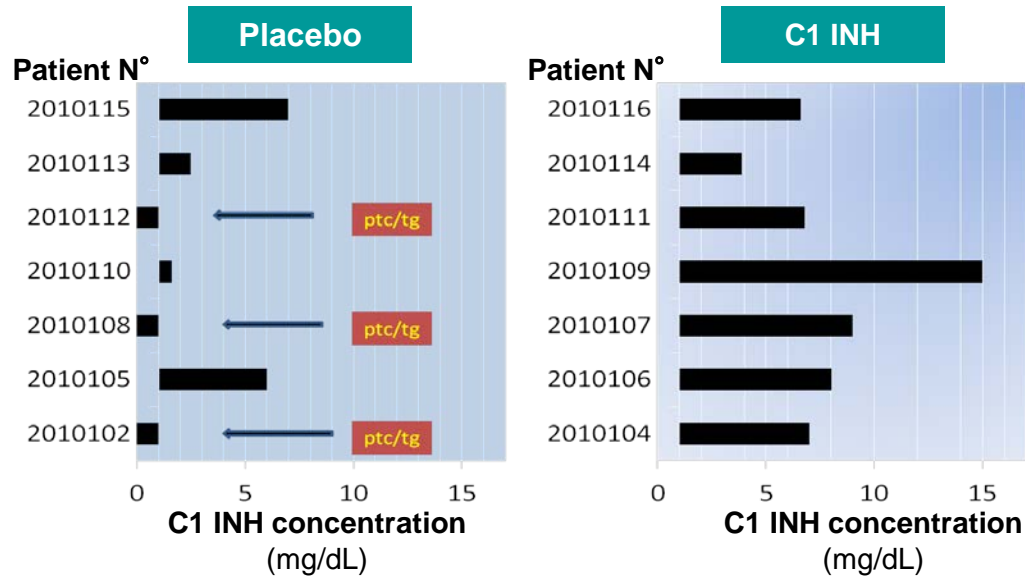 Placebo
Patient N°
2010115
2010113
2010112
ptc/tg
2010110
2010108
ptc/tg
2010105
2010102
ptc/tg
0 5 10 15
C1 INH concentration
(mg/dL)
C1 INH
Patient N°
2010116
2010114
2010111
2010109
2010107
2010106
2010104
0 5 10 15
C1 INH concentration
(mg/dL)